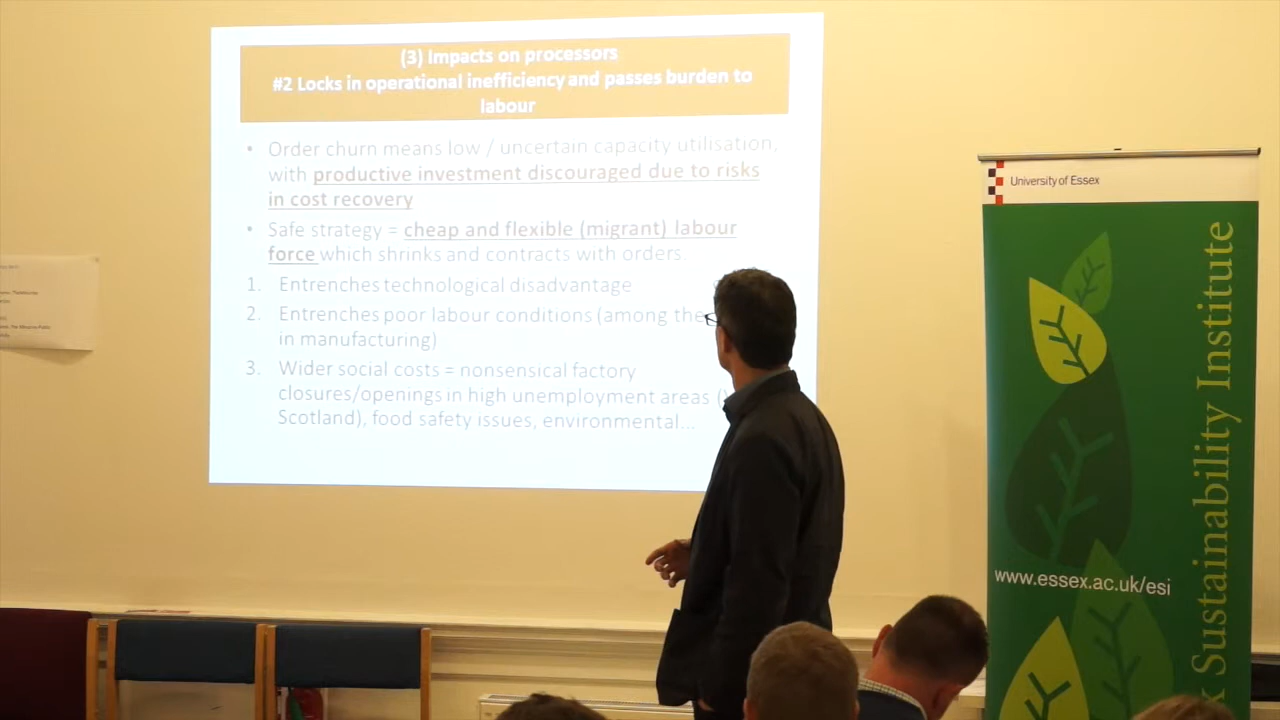 (3) Impacts on processors
#2 Locks in operational inefficiency and passes burden to
labour
• Order churn means low / uncertain capacity utilisation,
with productive investment discouraged due to risks
in cost recovery
• Safe strategy = cheap and flexible (migrant) labour
force which shrinks and contracts with orders.
1. Entrenches technological disadvantage
2. Entrenches poor labour conditions (among the
in manufacturing)
3. Wider social costs = nonsensical factory
closures/openings in high unemployment areas (
Scotland), food safety issues, environmental...
University of Essex
x Sustainability Institute
www.essex.ac.uk/esi